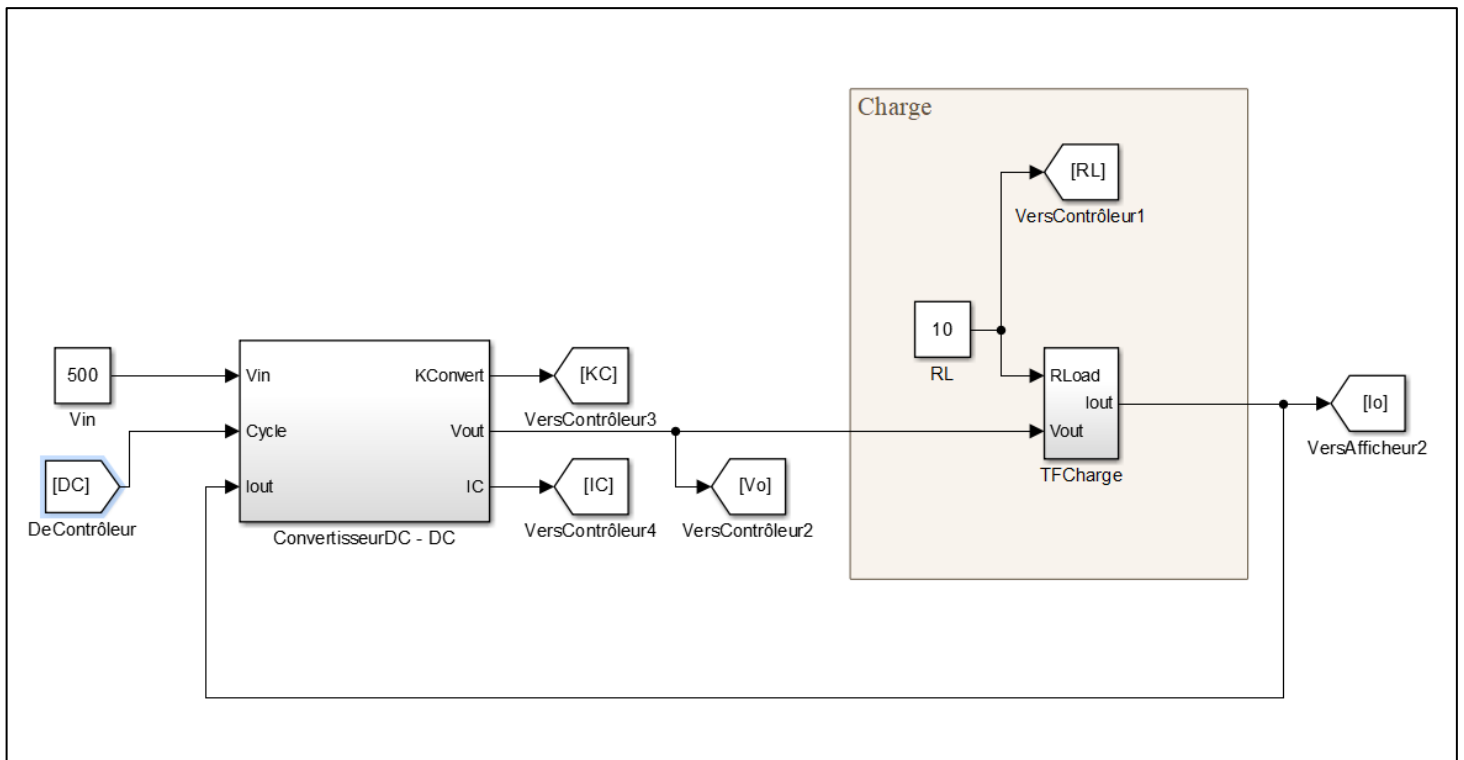 Charge
[RL]
VersContrôleur1
10
RL
RLoad
Iout
Vout
TFCharge
[Io]
VersAfficheur2
500
Vin
[DC]
DeContrôleur
Vin
Cycle
Iout
KConvert
Vout
IC
ConvertisseurDC - DC
[KC]
VersContrôleur3
[IC]
VersContrôleur4
[Vo]
VersContrôleur2